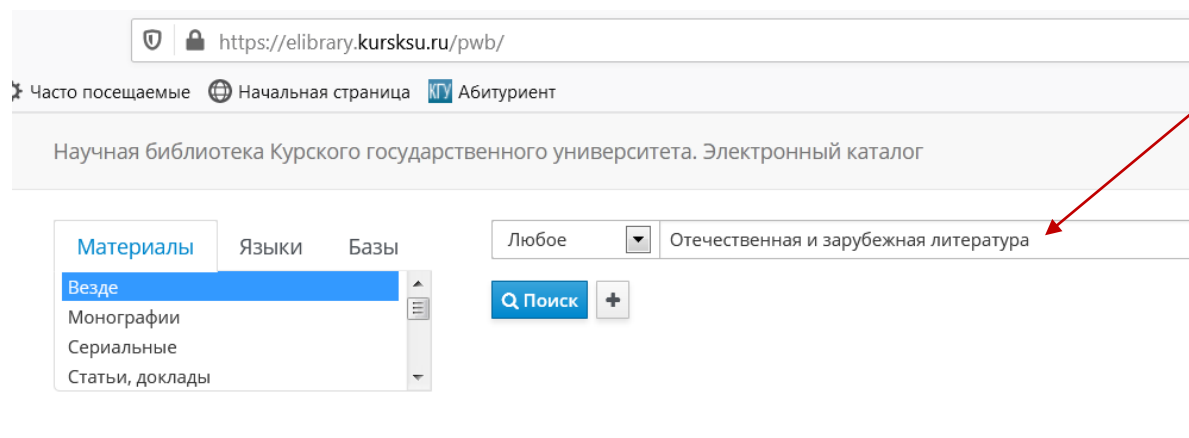 https://elibrary.kursksu.ru/pwb/
Часто посещаемые Начальная страница КГУ Абитуриент
Научная библиотека Курского государственного университета. Электронный каталог
Материалы Языки Базы
Любое Отечественная и зарубежная литература
Везде
Монографии
Сериальные
Статьи, доклады
Поиск +